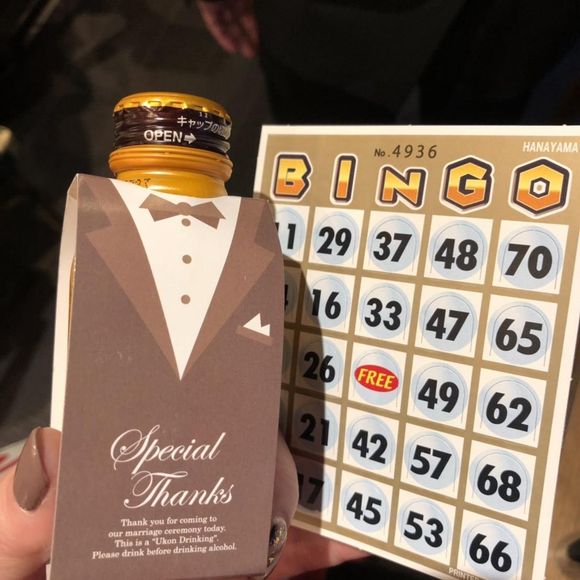 キャップの
OPEN→
No. 4936
HANAYAMA
BINGO
29 37 48 70
16 33 47 65
26 FREE 49 62
21 42 57 68
45 53 66
Special
Thanks
Thank you for coming to
our marriage ceremony today.
This is a "Ukon Drinking".
Please drink before drinking alcohol.